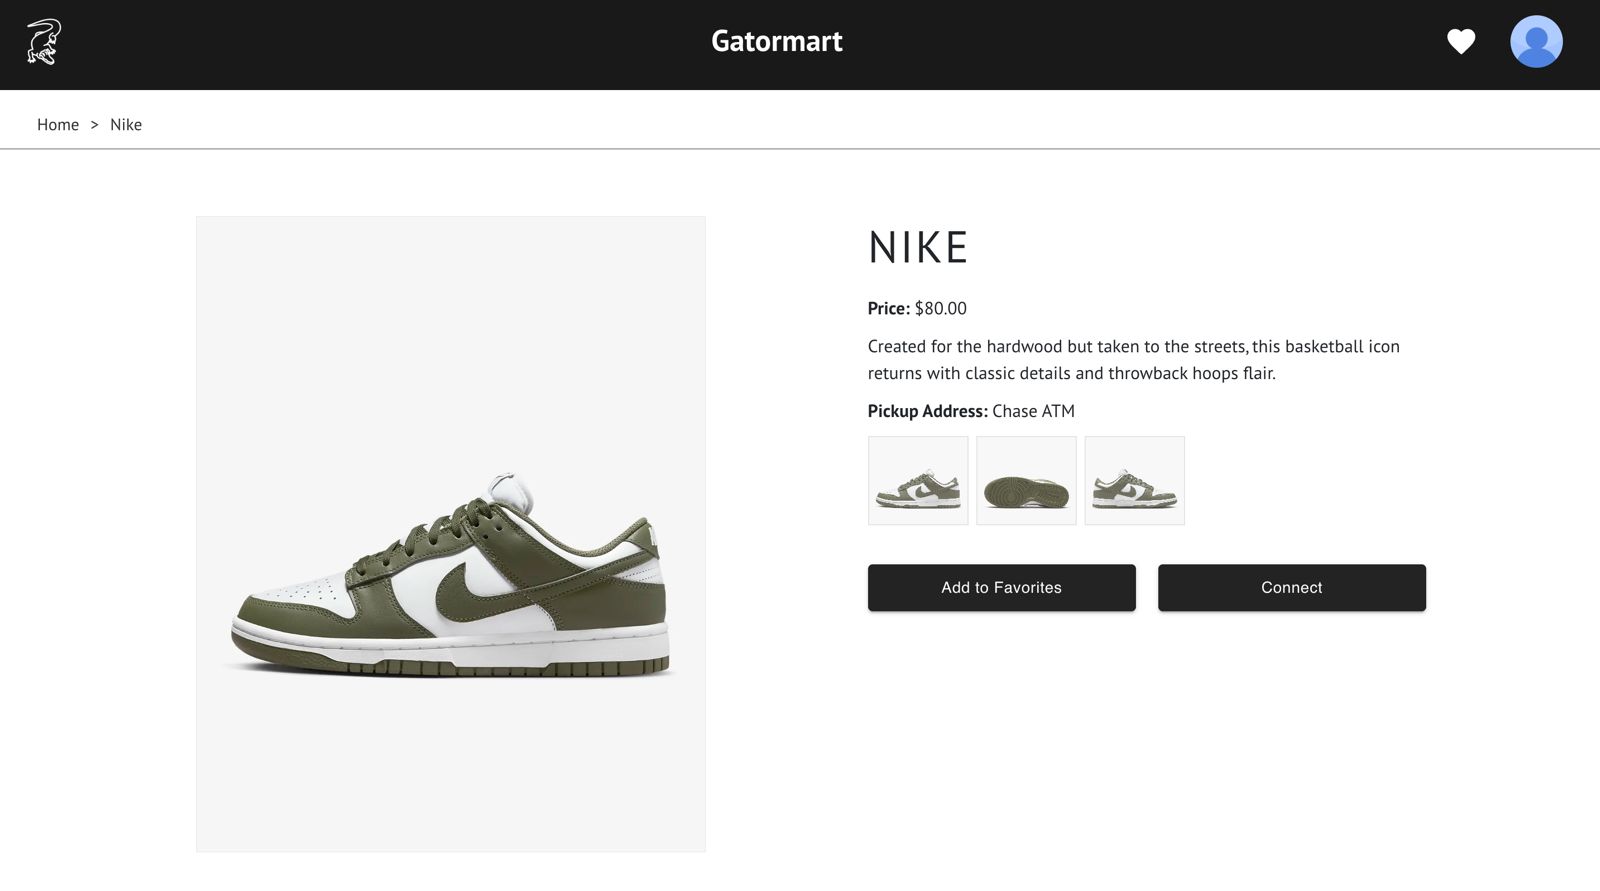 Gatormart
Home > Nike
NIKE
Price: $80.00
Created for the hardwood but taken to the streets, this basketball icon
returns with classic details and throwback hoops flair.
Pickup Address: Chase ATM
Add to Favorites
Connect